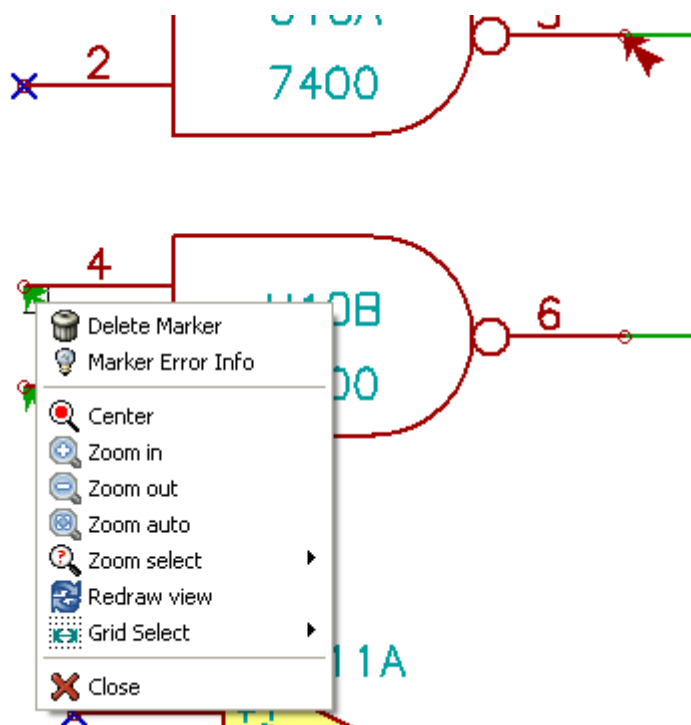 2
7400
4
6
Delete Marker
Marker Error Info
Center
Zoom in
Zoom out
Zoom auto
Zoom select
Redraw view
Grid Select
Close